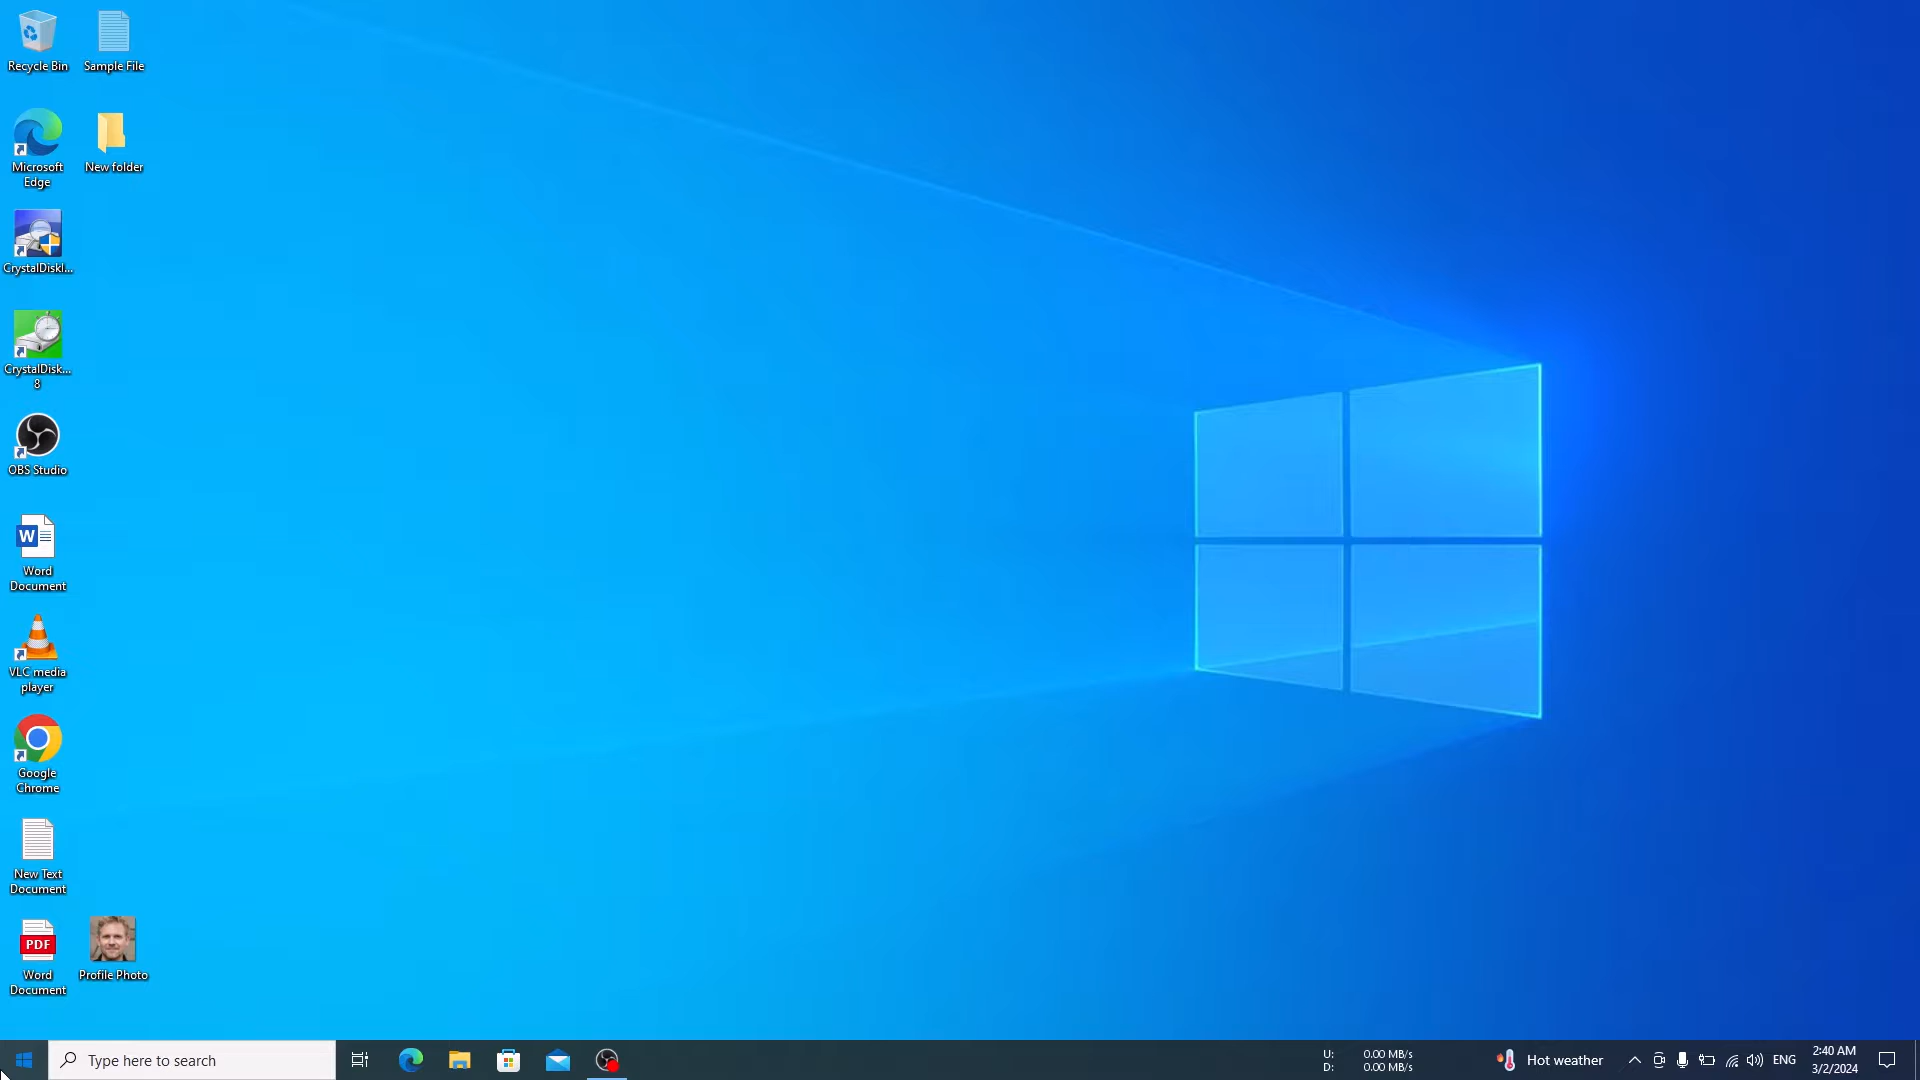 Recycle Bin
Sample File
Microsoft
Edge
New folder
CrystalDiskI...
CrystalDisk...
8
OBS Studio
W
Word
Document
VLC media
player
Google
Chrome
New Text
Document
PDF
Word
Document
Profile Photo
Type here to search
U: 0.00 MB/s
D: 0.00 MB/s
Hot weather
ENG
2:40 AM
3/2/2024